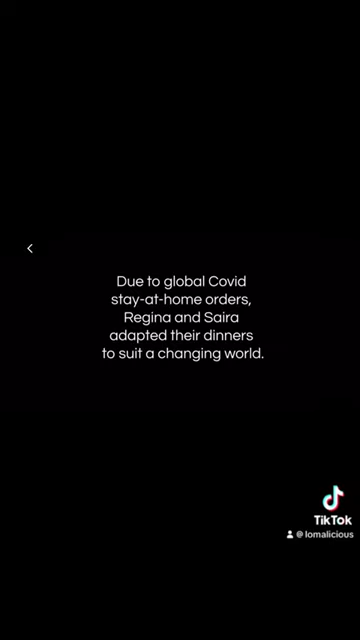 Due to global Covid
stay-at-home orders,
Regina and Saira
adapted their dinners
to suit a changing world.
TikTok
@lomalicious